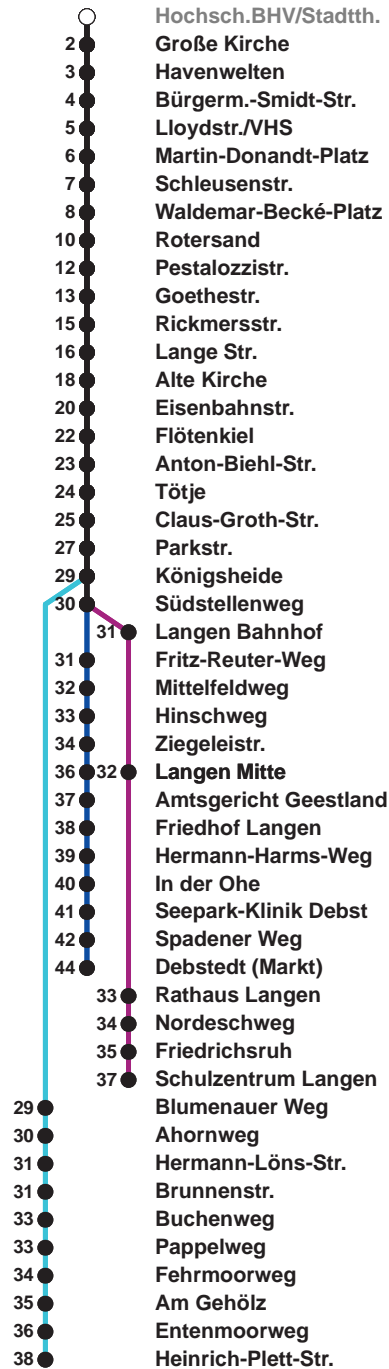 Hochsch.BHV/Stadtth.
2 Große Kirche
3 Havenwelten
4 Bürgerm.-Smidt-Str.
5 Lloydstr./VHS
6 Martin-Donandt-Platz
7 Schleusenstr.
8 Waldemar-Becké-Platz
10 Rotersand
12 Pestalozzistr.
13 Goethestr.
15 Rickmersstr.
16 Lange Str.
18 Alte Kirche
20 Eisenbahnstr.
22 Flötenkiel
23 Anton-Biehl-Str.
24 Tötje
25 Claus-Groth-Str.
27 Parkstr.
29 Königsheide
30 Südstellenweg
31 Langen Bahnhof
31 Fritz-Reuter-Weg
32 Mittelfeldweg
33 Hinschweg
34 Ziegeleistr.
36 32 Langen Mitte
37 Amtsgericht Geestland
38 Friedhof Langen
39 Hermann-Harms-Weg
40 In der Ohe
41 Seepark-Klinik Debst
42 Spadener Weg
44 Debstedt (Markt)
33 Rathaus Langen
34 Nordeschweg
35 Friedrichsruh
37 Schulzentrum Langen
29 Blumenauer Weg
30 Ahornweg
31 Hermann-Löns-Str.
31 Brunnenstr.
33 Buchenweg
33 Pappelweg
34 Fehrmoorweg
35 Am Gehölz
36 Entenmoorweg
38 Heinrich-Plett-Str.